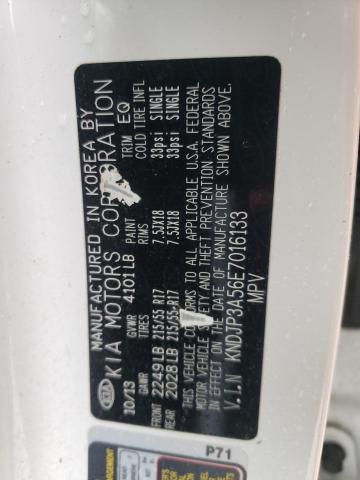 MANUFACTURED IN KOREA BY
KIA MOTORS CORPORATION
KIA
10/13 GVWR 4101LB PAINT TRIM EQ
GAWR TIRES RIMS COLD TIRE INFL
FRONT 2249LB 215/55 R17 7.5JX18 33psi SINGLE
REAR 2028LB 215/55 R17 7.5JX18 33psi SINGLE
THIS VEHICLE CONFORMS TO ALL APPLICABLE U.S.A. FEDERAL
MOTOR VEHICLE SAFETY AND THEFT PREVENTION STANDARDS
IN EFFECT ON THE DATE OF MANUFACTURE SHOWN ABOVE.
V.I.N KNDJP3A56E7016133
MPV
P71